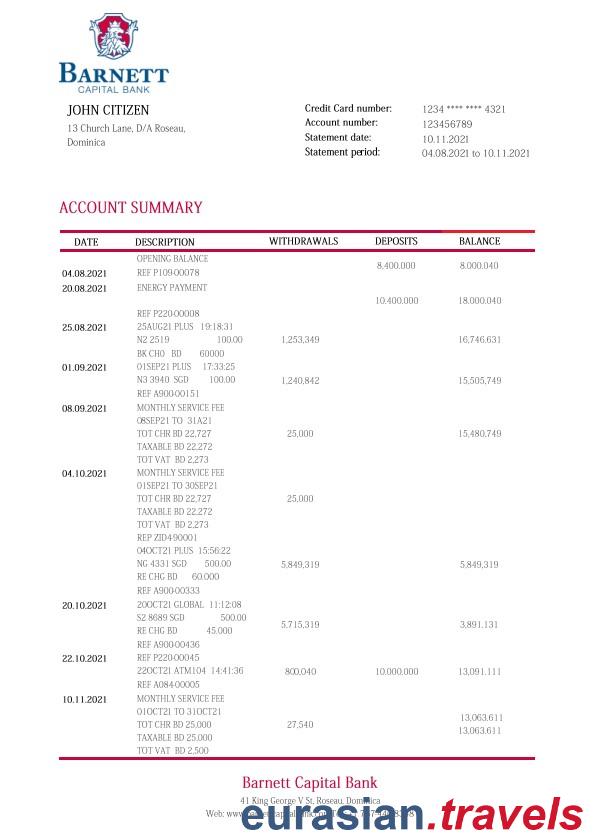 BARNETT
CAPITAL BANK
JOHN CITIZEN
13 Church Lane, D/A Roseau,
Dominica
Credit Card number: 1234 **** **** 4321
Account number: 123456789
Statement date: 10.11.2021
Statement period: 04.08.2021 to 10.11.2021
ACCOUNT SUMMARY
DATE DESCRIPTION WITHDRAWALS DEPOSITS BALANCE
OPENING BALANCE
8,400.000 8.000.040
04.08.2021 REF P109-00078
20.08.2021 ENERGY PAYMENT
10.400.000 18.000.040
REF P220-00008
25.08.2021 25AUG21 PLUS 19:18:31
N2 2519 100.00 1,253,349 16,746.631
BK CHO BD 60000
01.09.2021 01SEP21 PLUS 17:33:25
N3 3940 SGD 100.00 1,240,842 15,505,749
REF A900-00151
08.09.2021 MONTHLY SERVICE FEE
08SEP21 TO 31A21
TOT CHR BD 22,727 25,000 15,480,749
TAXABLE BD 22,272
TOT VAT BD 2,273
04.10.2021 MONTHLY SERVICE FEE
01SEP21 TO 30SEP21
TOT CHR BD 22,727 25,000
TAXABLE BD 22,272
TOT VAT BD 2,273
REP ZID4-90001
04OCT21 PLUS 15:56:22
NG 4331 SGD 500.00 5,849,319 5,849,319
RE CHG BD 60.000
REF A900-00333
20.10.2021 20OCT21 GLOBAL 11:12:08
S2 8689 SGD 500.00
5,715,319 3,891.131
RE CHG BD 45.000
REF A900-00436
22.10.2021 REF P220-00045
22OCT21 ATM104 14:41:36 800,040 10.000.000 13,091.111
REF A084-00005
10.11.2021 MONTHLY SERVICE FEE
01OCT21 TO 31OCT21
13,063.611
TOT CHR BD 25,000 27,540
13,063.611
TAXABLE BD 25,000
TOT VAT BD 2,500
Barnett Capital Bank
41 King George V St, Roseau, Dominica
Web: www.
eurasian.travels